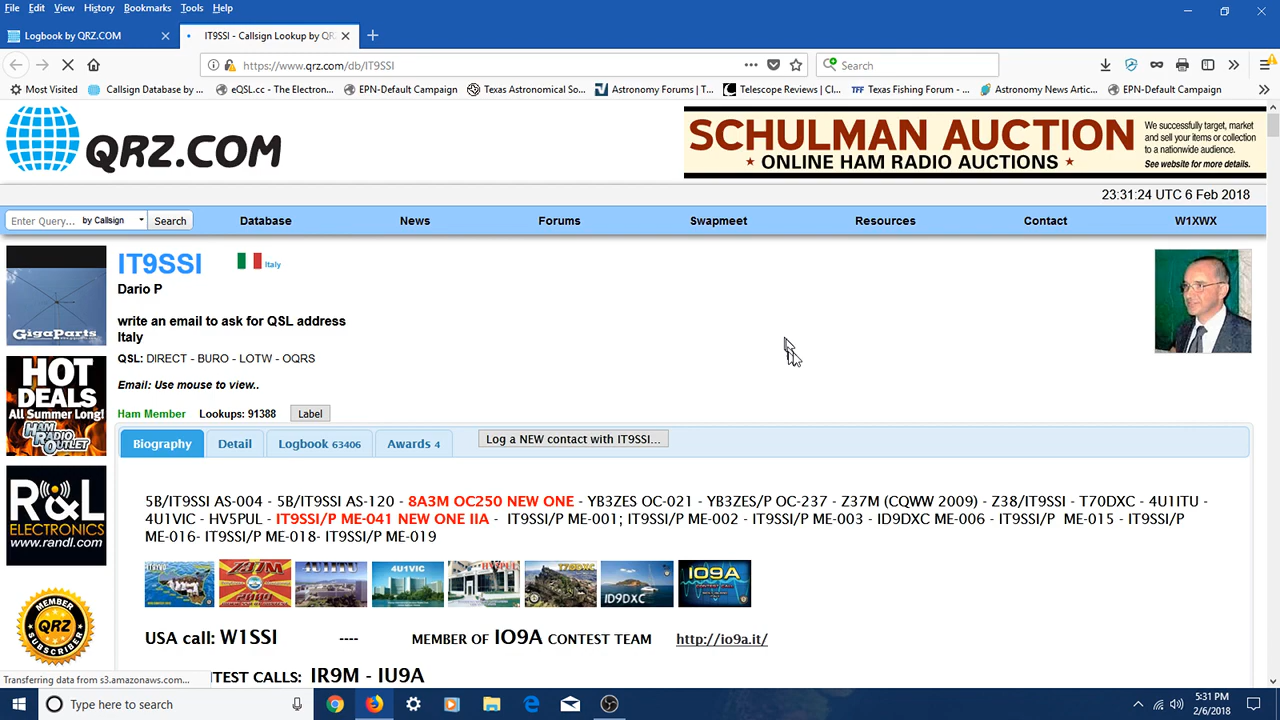 File Edit View History Bookmarks Tools Help
Logbook by QRZ.COM
IT9SSI - Callsign Lookup by QR
https://www.qrz.com/db/IT9SSI
Search
Most Visited Callsign Database by ... eQSL.cc - The Electron... EPN-Default Campaign Texas Astronomical So... Astronomy Forums | T... Telescope Reviews | Cl... TFF Texas Fishing Forum - ... Astronomy News Artic... EPN-Default Campaign
QRZ.COM
SCHULMAN AUCTION
ONLINE HAM RADIO AUCTIONS
We successfully target, market
and sell your items or collection
to a nationwide audience.
See website for more details.
23:31:24 UTC 6 Feb 2018
Enter Query... by Callsign Search Database News Forums Swapmeet Resources Contact W1XWX
GigaParts
IT9SSI Italy
Dario P
write an email to ask for QSL address
Italy
QSL: DIRECT - BURO - LOTW - OQRS
Email: Use mouse to view..
Ham Member Lookups: 91388 Label
HOT
DEALS
All Summer Long!
HAM RADIO OUTLET
Biography Detail Logbook 63406 Awards 4 Log a NEW contact with IT9SSI...
R&L
ELECTRONICS
www.randl.com
5B/IT9SSI AS-004 - 5B/IT9SSI AS-120 - 8A3M OC250 NEW ONE - YB3ZES OC-021 - YB3ZES/P OC-237 - Z37M (CQWW 2009) - Z38/IT9SSI - T70DXC - 4U1ITU -
4U1VIC - HV5PUL - IT9SSI/P ME-041 NEW ONE IIA - IT9SSI/P ME-001; IT9SSI/P ME-002 - IT9SSI/P ME-003 - ID9DXC ME-006 - IT9SSI/P ME-015 - IT9SSI/P
ME-016- IT9SSI/P ME-018- IT9SSI/P ME-019
Z37M
2009
4U1ITU
4U1VIC
HV5PUL
T70DXC
ID9DXC
IO9A
MEMBER
QRZ
SUBSCRIBER
USA call: W1SSI ---- MEMBER OF IO9A CONTEST TEAM http://io9a.it/
TEST CALLS: IR9M - IU9A
Transferring data from s3.amazonaws.com...
Type here to search
5:31 PM
2/6/2018